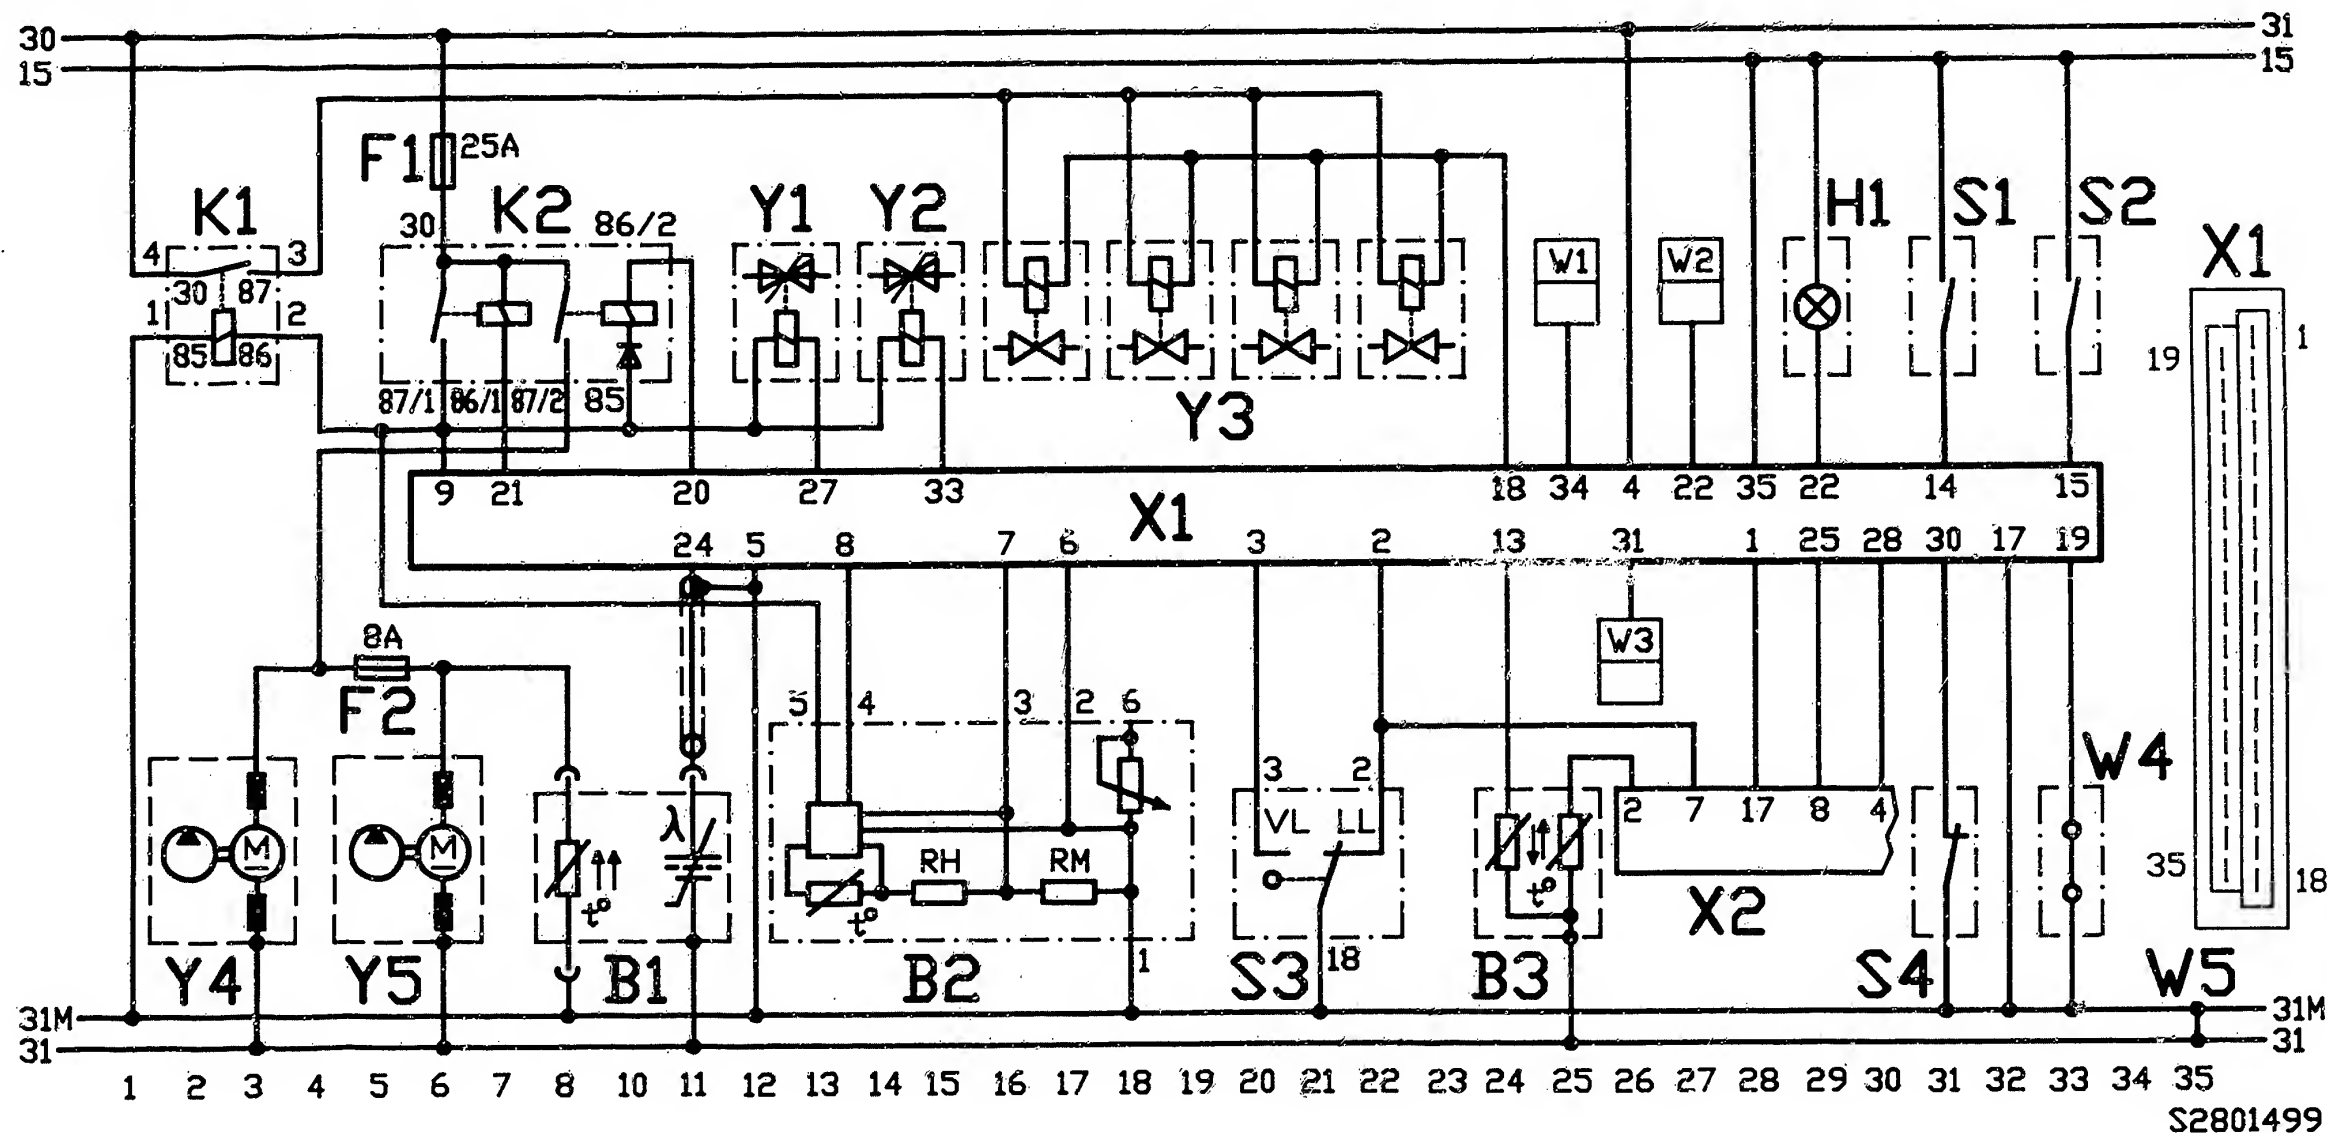 30 31
15 15
F1 25A
K1 30 K2 86/2 Y1 Y2 H1 S1 S2
X1
4 3
30 87
W1 W2
1 2
85 86
19 1
87/1 86/1 87/2 85
Y3
9 21 20 27 33 18 34 4 22 35 22 14 15
X1
24 5 8 7 6 3 2 13 31 1 25 28 30 17 19
8A
W3
F2
5 4 3 2 6
W4
3 2
λ VL LL 2 7 17 8 4
M M
RH RM
35 18
t° t° t°
X2
Y4 Y5 B1 B2 1 S3 18 B3 S4 W5
31M 31M
31 31
1 2 3 4 5 6 7 8 10 11 12 13 14 15 16 17 18 19 20 21 22 23 24 25 26 27 28 29 30 31 32 33 34 35
S2801499